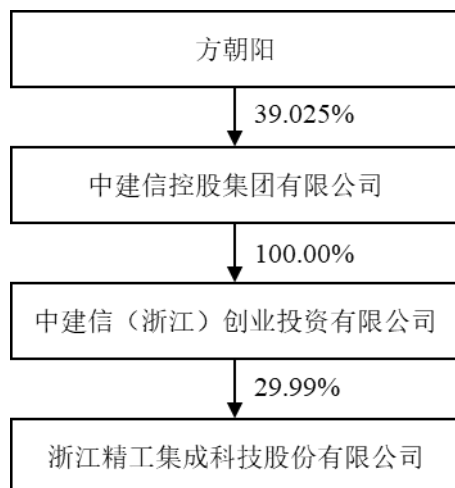 方朝阳
39.025%
中建信控股集团有限公司
100.00%
中建信（浙江）创业投资有限公司
29.99%
浙江精工集成科技股份有限公司